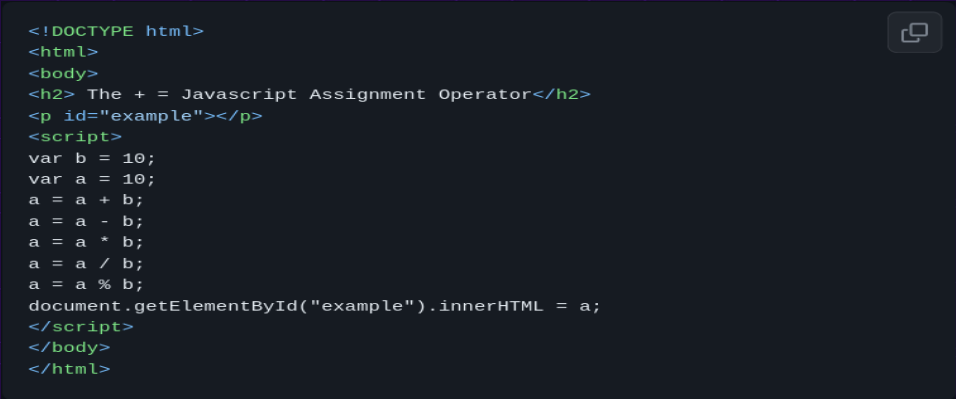 <!DOCTYPE html>
<html>
<body>
<h2> The + = Javascript Assignment Operator</h2>
<p id="example"></p>
<script>
var b = 10;
var a = 10;
a = a + b;
a = a - b;
a = a * b;
a = a / b;
a = a % b;
document.getElementById("example").innerHTML = a;
</script>
</body>
</html>